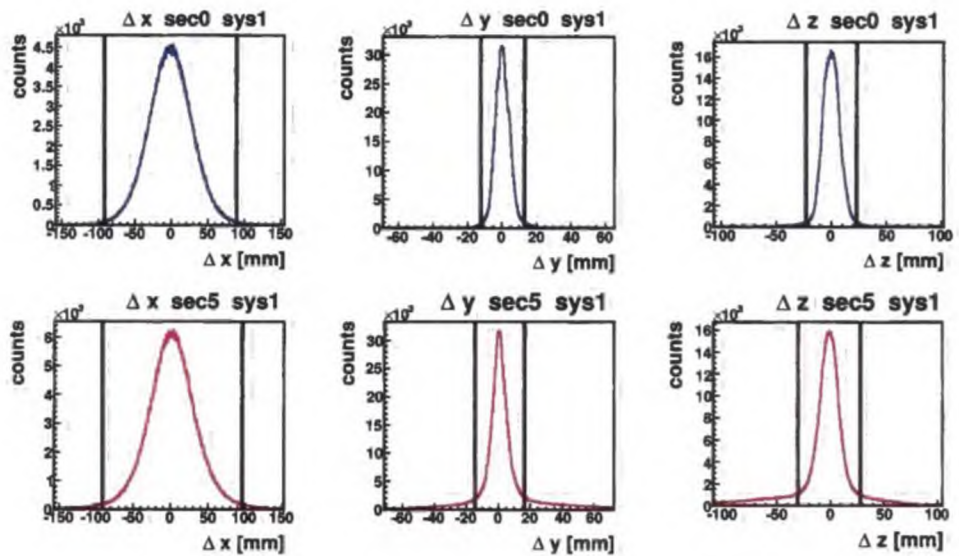 Δ x sec0 sys1
×10³
counts
4.5
4
3.5
3
2.5
2
1.5
1
0.5
0
-150 -100 -50 0 50 100 150
Δ x [mm]
Δ y sec0 sys1
×10³
counts
30
25
20
15
10
5
0
-60 -40 -20 0 20 40 60
Δ y [mm]
Δ z sec0 sys1
×10³
counts
16
14
12
10
8
6
4
2
0
-100 -50 0 50 100
Δ z [mm]
Δ x sec5 sys1
×10³
counts
6
5
4
3
2
1
0
-150 -100 -50 0 50 100 150
Δ x [mm]
Δ y sec5 sys1
×10³
counts
30
25
20
15
10
5
0
-60 -40 -20 0 20 40 60
Δ y [mm]
Δ z sec5 sys1
×10³
counts
16
14
12
10
8
6
4
2
0
-100 -50 0 50 100
Δ z [mm]